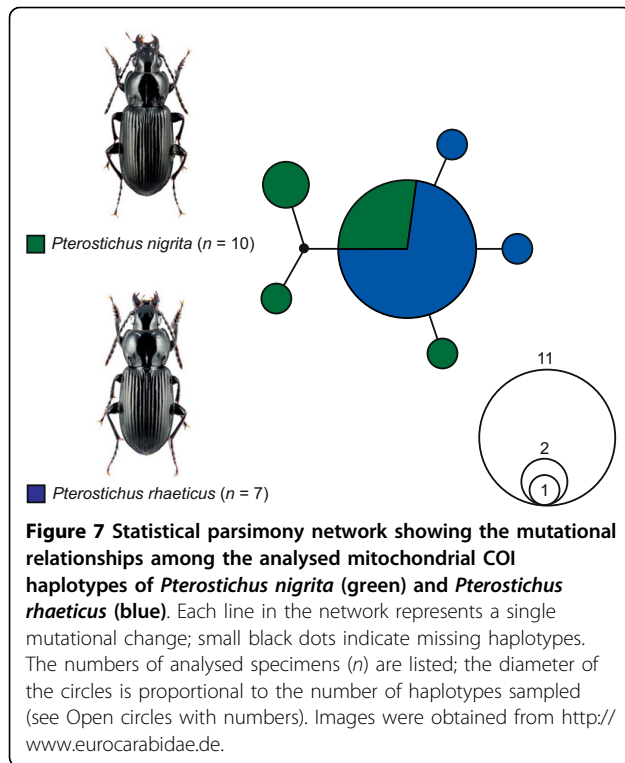 Pterostichus nigrita (n = 10)
Pterostichus rhaeticus (n = 7)
11
2
1
Figure 7 Statistical parsimony network showing the mutational
relationships among the analysed mitochondrial COI
haplotypes of Pterostichus nigrita (green) and Pterostichus
rhaeticus (blue). Each line in the network represents a single
mutational change; small black dots indicate missing haplotypes.
The numbers of analysed specimens (n) are listed; the diameter of
the circles is proportional to the number of haplotypes sampled
(see Open circles with numbers). Images were obtained from http://
www.eurocarabidae.de.